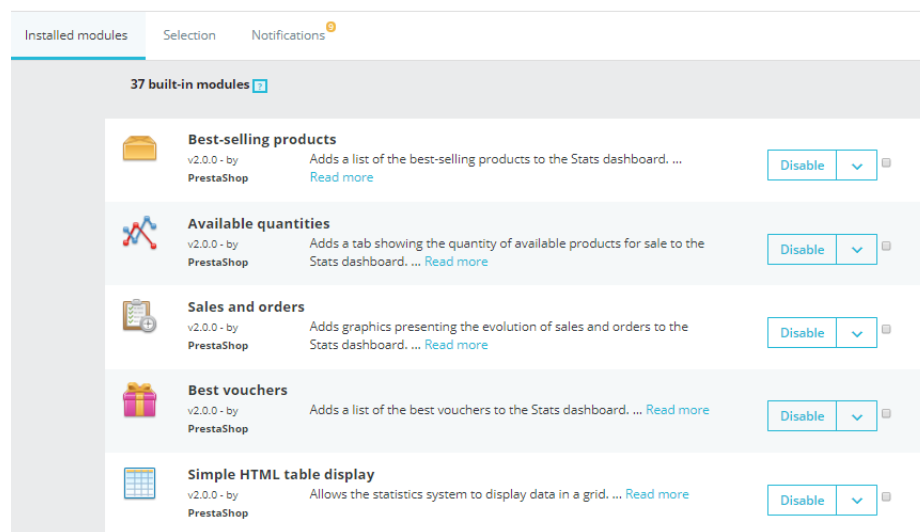 Installed modules
Selection
Notifications
9
37 built-in modules ?
Best-selling products
v2.0.0 - by
PrestaShop
Adds a list of the best-selling products to the Stats dashboard. ...
Read more
Disable
Available quantities
v2.0.0 - by
PrestaShop
Adds a tab showing the quantity of available products for sale to the
Stats dashboard. ... Read more
Disable
Sales and orders
v2.0.0 - by
PrestaShop
Adds graphics presenting the evolution of sales and orders to the
Stats dashboard. ... Read more
Disable
Best vouchers
v2.0.0 - by
PrestaShop
Adds a list of the best vouchers to the Stats dashboard. ... Read more
Disable
Simple HTML table display
v2.0.0 - by
PrestaShop
Allows the statistics system to display data in a grid. ... Read more
Disable